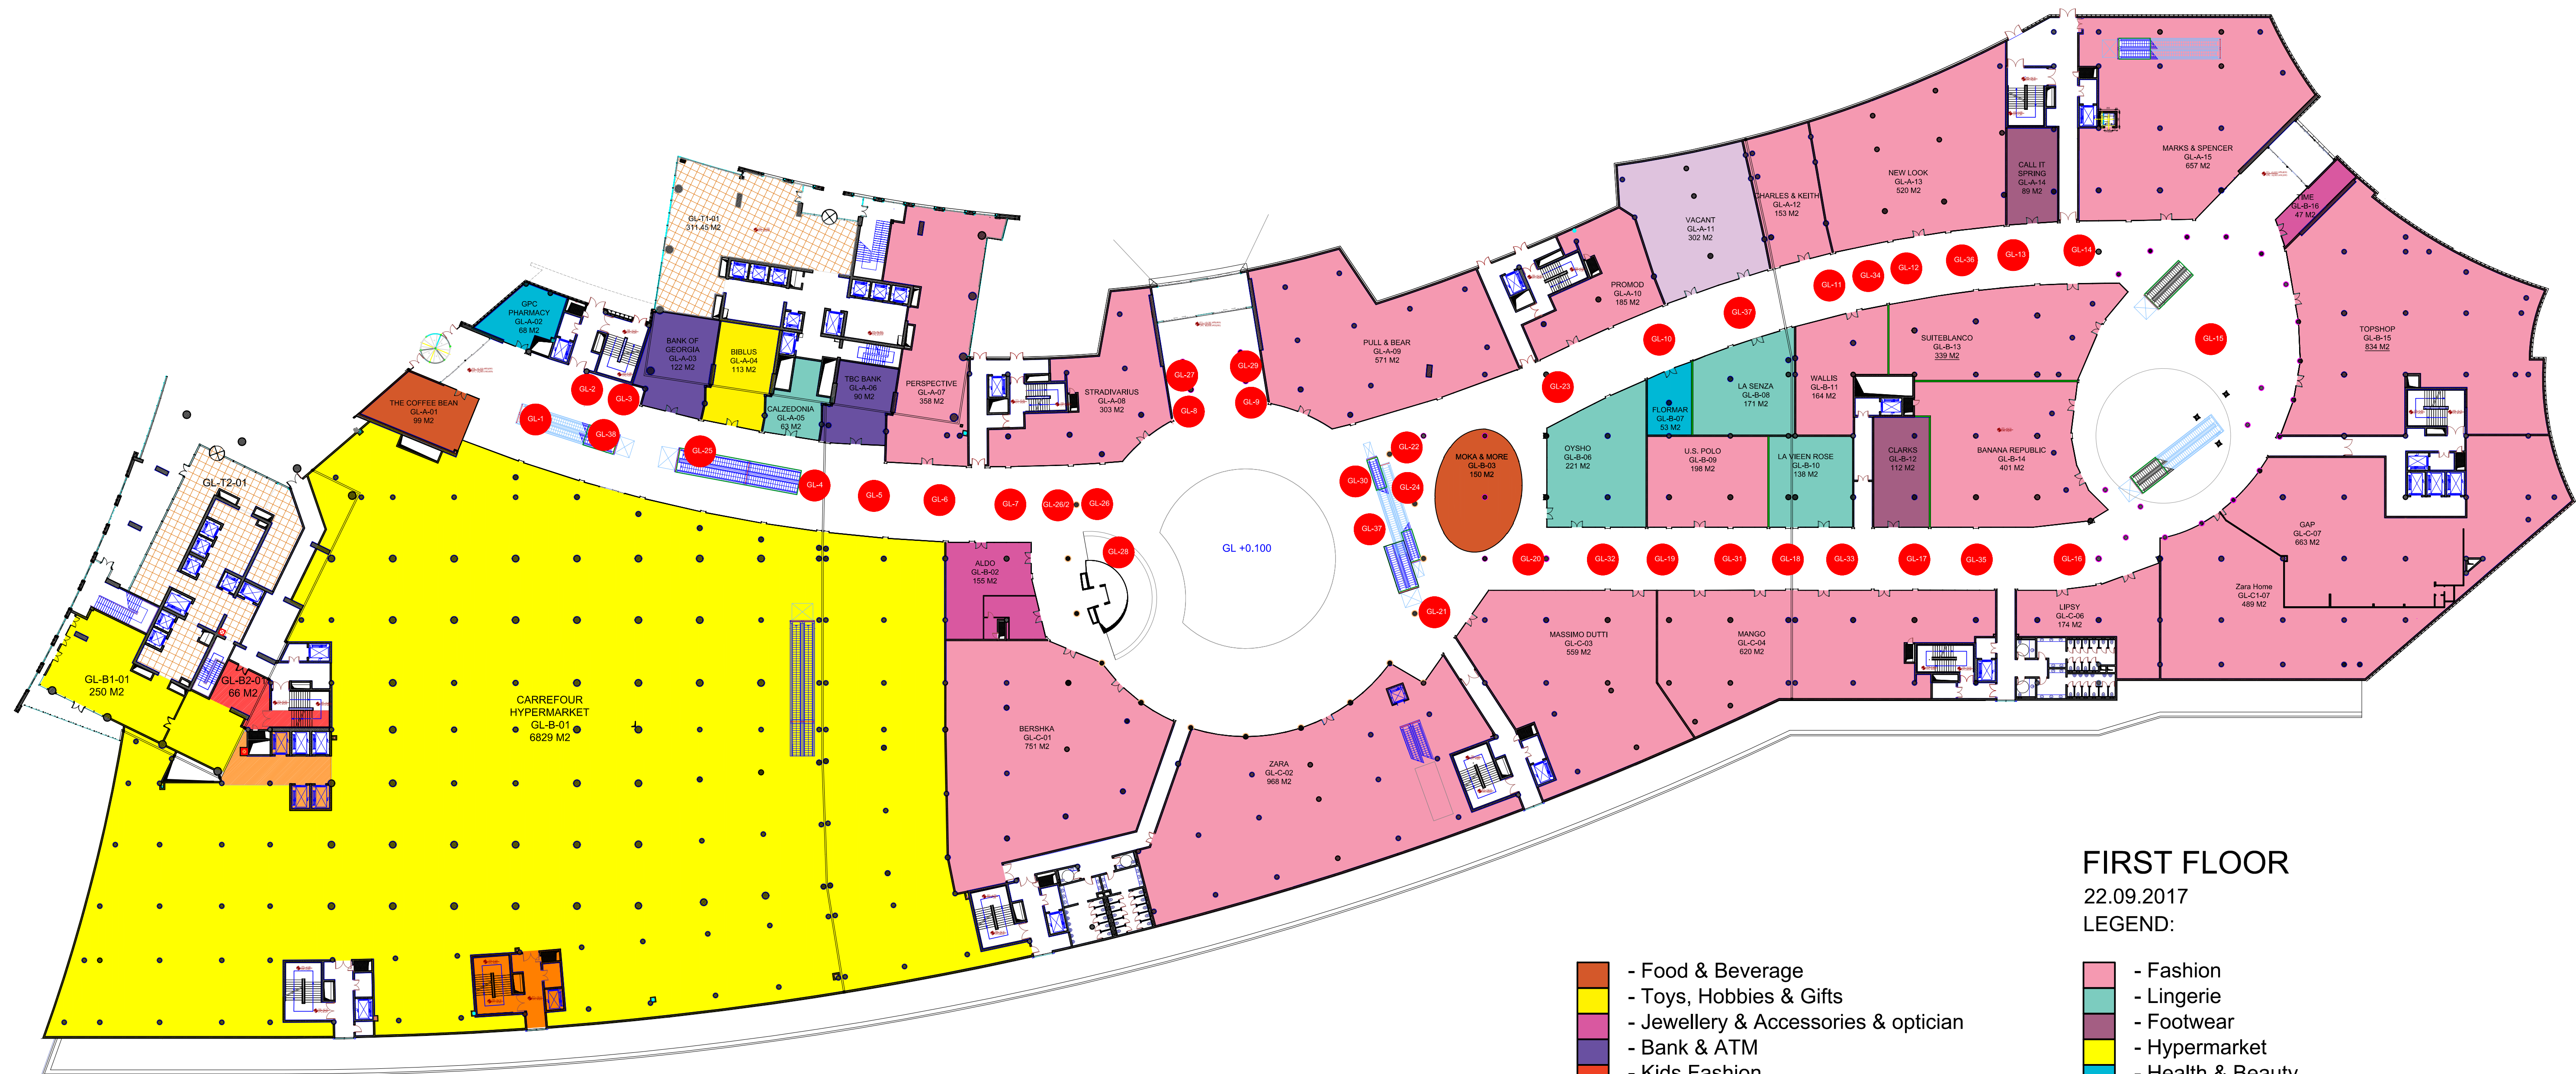 MARKS & SPENCER
GL-A-15
657 M2
CALL IT
SPRING
GL-A-14
89 M2
NEW LOOK
GL-A-13
520 M2
CHARLES & KEITH
GL-A-12
153 M2
VACANT
GL-A-11
302 M2
TIME
GL-B-16
47 M2
GL-T1-01
311.45 M2
GPC
PHARMACY
GL-A-02
68 M2
BANK OF
GEORGIA
GL-A-03
122 M2
BIBLUS
GL-A-04
113 M2
CALZEDONIA
GL-A-05
63 M2
TBC BANK
GL-A-06
90 M2
PERSPECTIVE
GL-A-07
358 M2
STRADIVARIUS
GL-A-08
303 M2
PULL & BEAR
GL-A-09
571 M2
PROMOD
GL-A-10
185 M2
THE COFFEE BEAN
GL-A-01
99 M2
GL-14
GL-13
GL-36
GL-12
GL-34
GL-11
GL-37
GL-10
GL-15
GL-23
GL-27
GL-8
GL-29
GL-9
GL-2
GL-3
GL-1
GL-38
GL-25
GL-4
GL-5
GL-6
GL-7
GL-26/2
GL-26
GL-28
GL +0.100
GL-22
GL-30
GL-24
GL-37
GL-21
MOKA & MORE
GL-B-03
150 M2
OYSHO
GL-B-06
221 M2
FLORMAR
GL-B-07
53 M2
LA SENZA
GL-B-08
171 M2
U.S. POLO
GL-B-09
198 M2
LA VIEEN ROSE
GL-B-10
138 M2
WALLIS
GL-B-11
164 M2
SUITEBLANCO
GL-B-13
339 M2
CLARKS
GL-B-12
112 M2
BANANA REPUBLIC
GL-B-14
401 M2
TOPSHOP
GL-B-15
834 M2
GAP
GL-C-07
663 M2
Zara Home
GL-C1-07
489 M2
GL-20
GL-32
GL-19
GL-31
GL-18
GL-33
GL-17
GL-35
GL-16
LIPSY
GL-C-06
174 M2
MANGO
GL-C-04
620 M2
MASSIMO DUTTI
GL-C-03
559 M2
ZARA
GL-C-02
968 M2
BERSHKA
GL-C-01
751 M2
ALDO
GL-B-02
155 M2
GL-T2-01
GL-B1-01
250 M2
GL-B2-01
66 M2
CARREFOUR
HYPERMARKET
GL-B-01
6829 M2
FIRST FLOOR
22.09.2017
LEGEND:
- Food & Beverage
- Toys, Hobbies & Gifts
- Jewellery & Accessories & optician
- Bank & ATM
- Kids Fashion
- Fashion
- Lingerie
- Footwear
- Hypermarket
- Health & Beauty